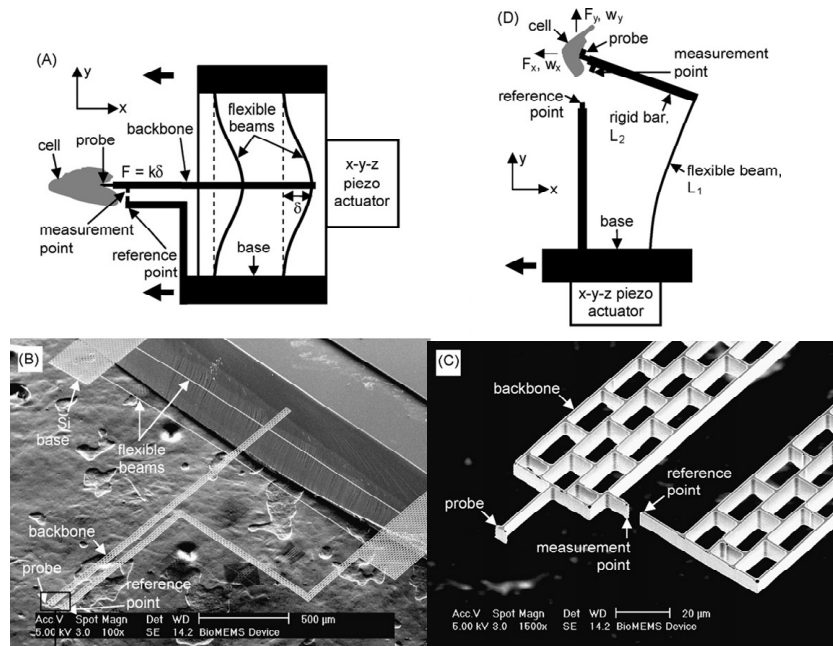 (A)
y
x
cell
probe
F = kδ
backbone
flexible
beams
δ
x-y-z
piezo
actuator
measurement
point
reference
point
base
(D)
cell
Fy, wy
probe
Fx, wx
measurement
point
reference
point
rigid bar,
L2
y
x
flexible beam,
L1
base
x-y-z piezo
actuator
(B)
base
flexible
beams
backbone
probe
reference
point
Acc.V Spot Magn Det WD
5.00 kV 3.0 100x SE 14.2 BioMEMS Device
500 µm
(C)
backbone
reference
point
probe
measurement
point
Acc.V Spot Magn Det WD
5.00 kV 3.0 1500x SE 14.2 BioMEMS Device
20 µm